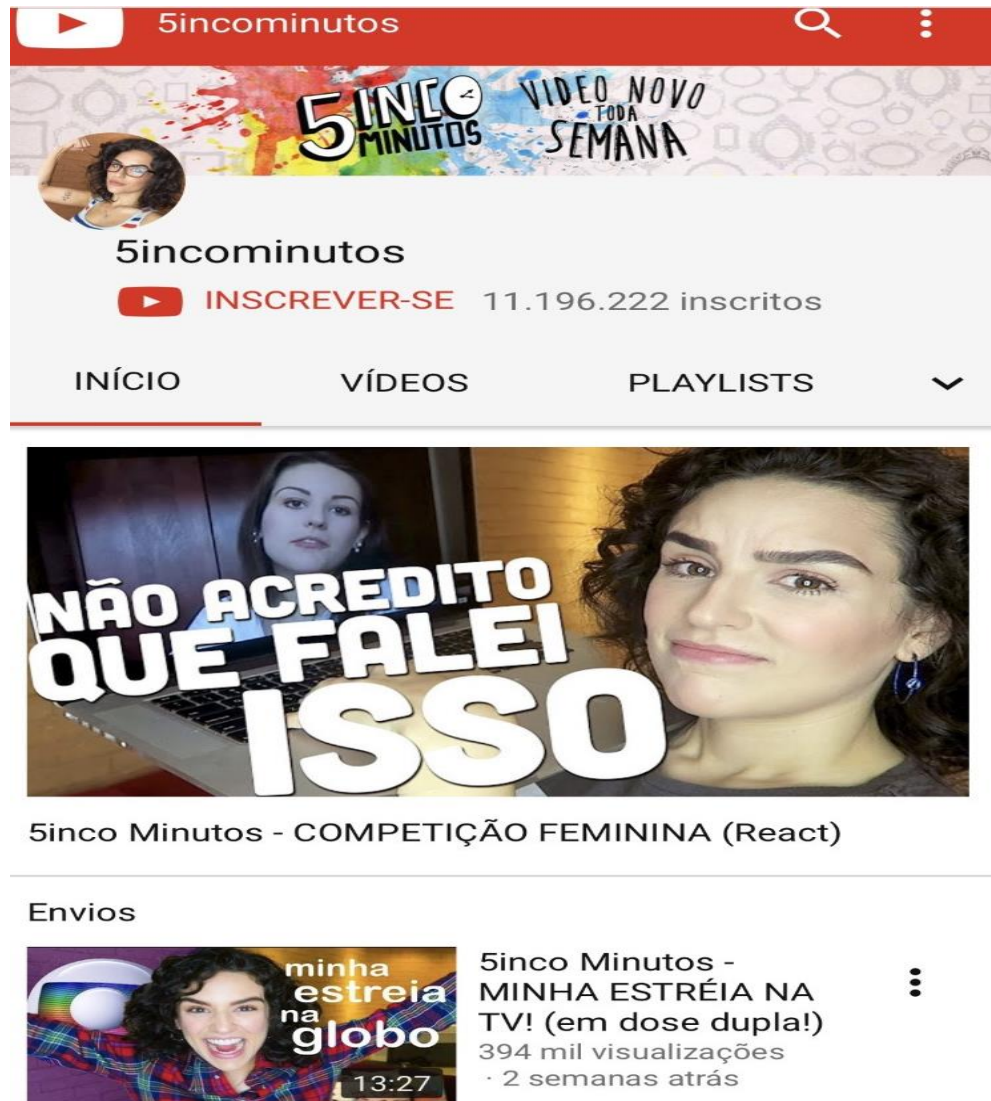 5incominutos
5INCO
MINUTOS
VIDEO NOVO
TODA
SEMANA
5incominutos
INSCREVER-SE 11.196.222 inscritos
INÍCIO VÍDEOS PLAYLISTS
NÃO ACREDITO
QUE FALEI
ISSO
5inco Minutos - COMPETIÇÃO FEMININA (React)
Envios
minha
estreia
na
globo
13:27
5inco Minutos -
MINHA ESTRÉIA NA
TV! (em dose dupla!)
394 mil visualizações
· 2 semanas atrás